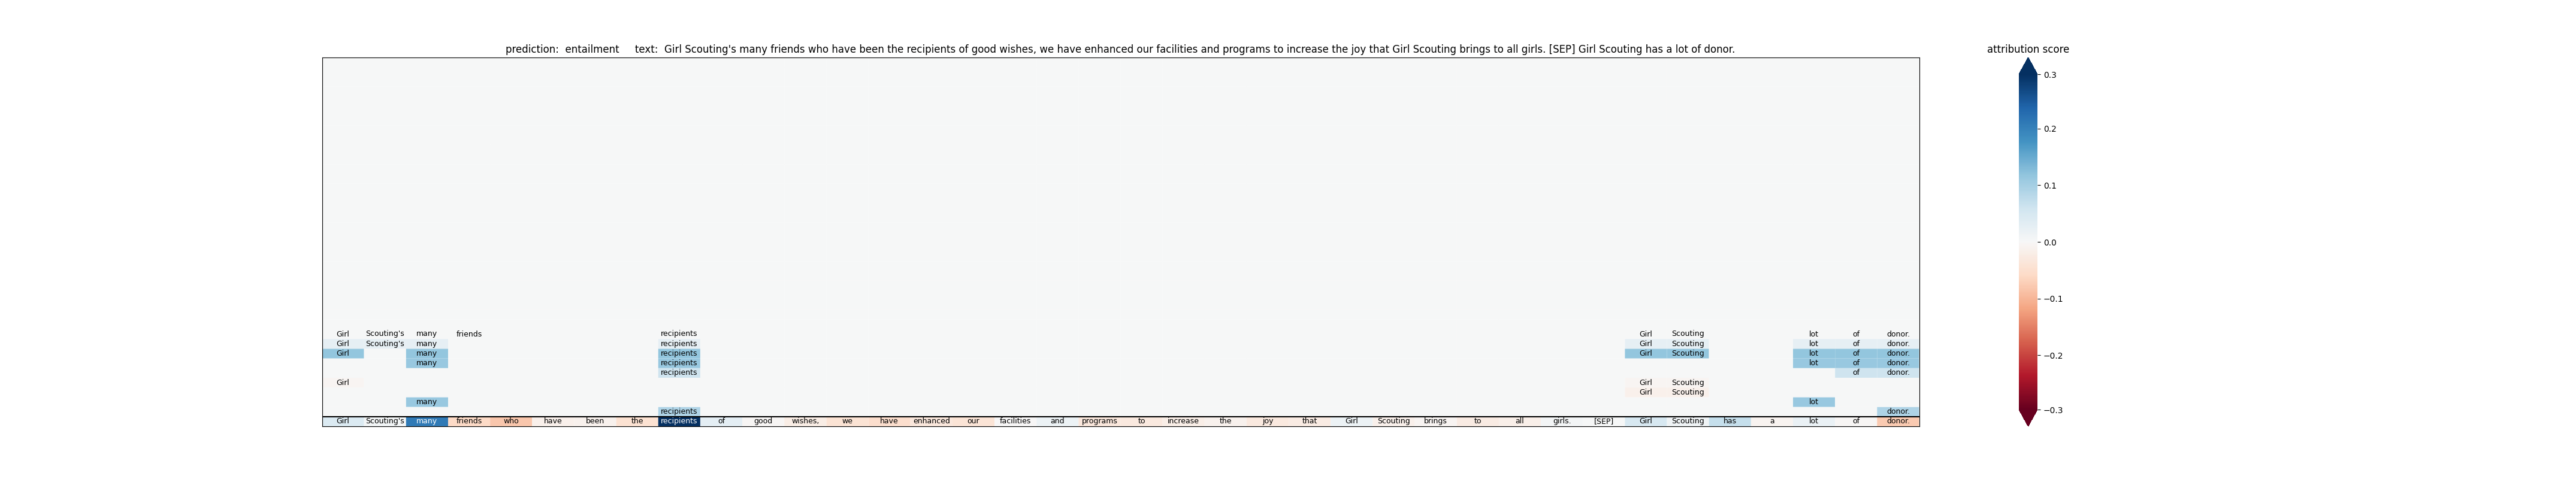 prediction:  entailment     text:  Girl Scouting's many friends who have been the recipients of good wishes, we have enhanced our facilities and programs to increase the joy that Girl Scouting brings to all girls. [SEP] Girl Scouting has a lot of donor.
attribution score
0.3
0.2
0.1
0.0
−0.1
−0.2
−0.3
Girl Scouting's many friends recipients Girl Scouting lot of donor.
Girl Scouting's many recipients Girl Scouting lot of donor.
Girl many recipients Girl Scouting lot of donor.
many recipients lot of donor.
recipients of donor.
Girl Girl Scouting
Girl Scouting
many lot
recipients donor.
Girl Scouting's many friends who have been the recipients of good wishes, we have enhanced our facilities and programs to increase the joy that Girl Scouting brings to all girls. [SEP] Girl Scouting has a lot of donor.